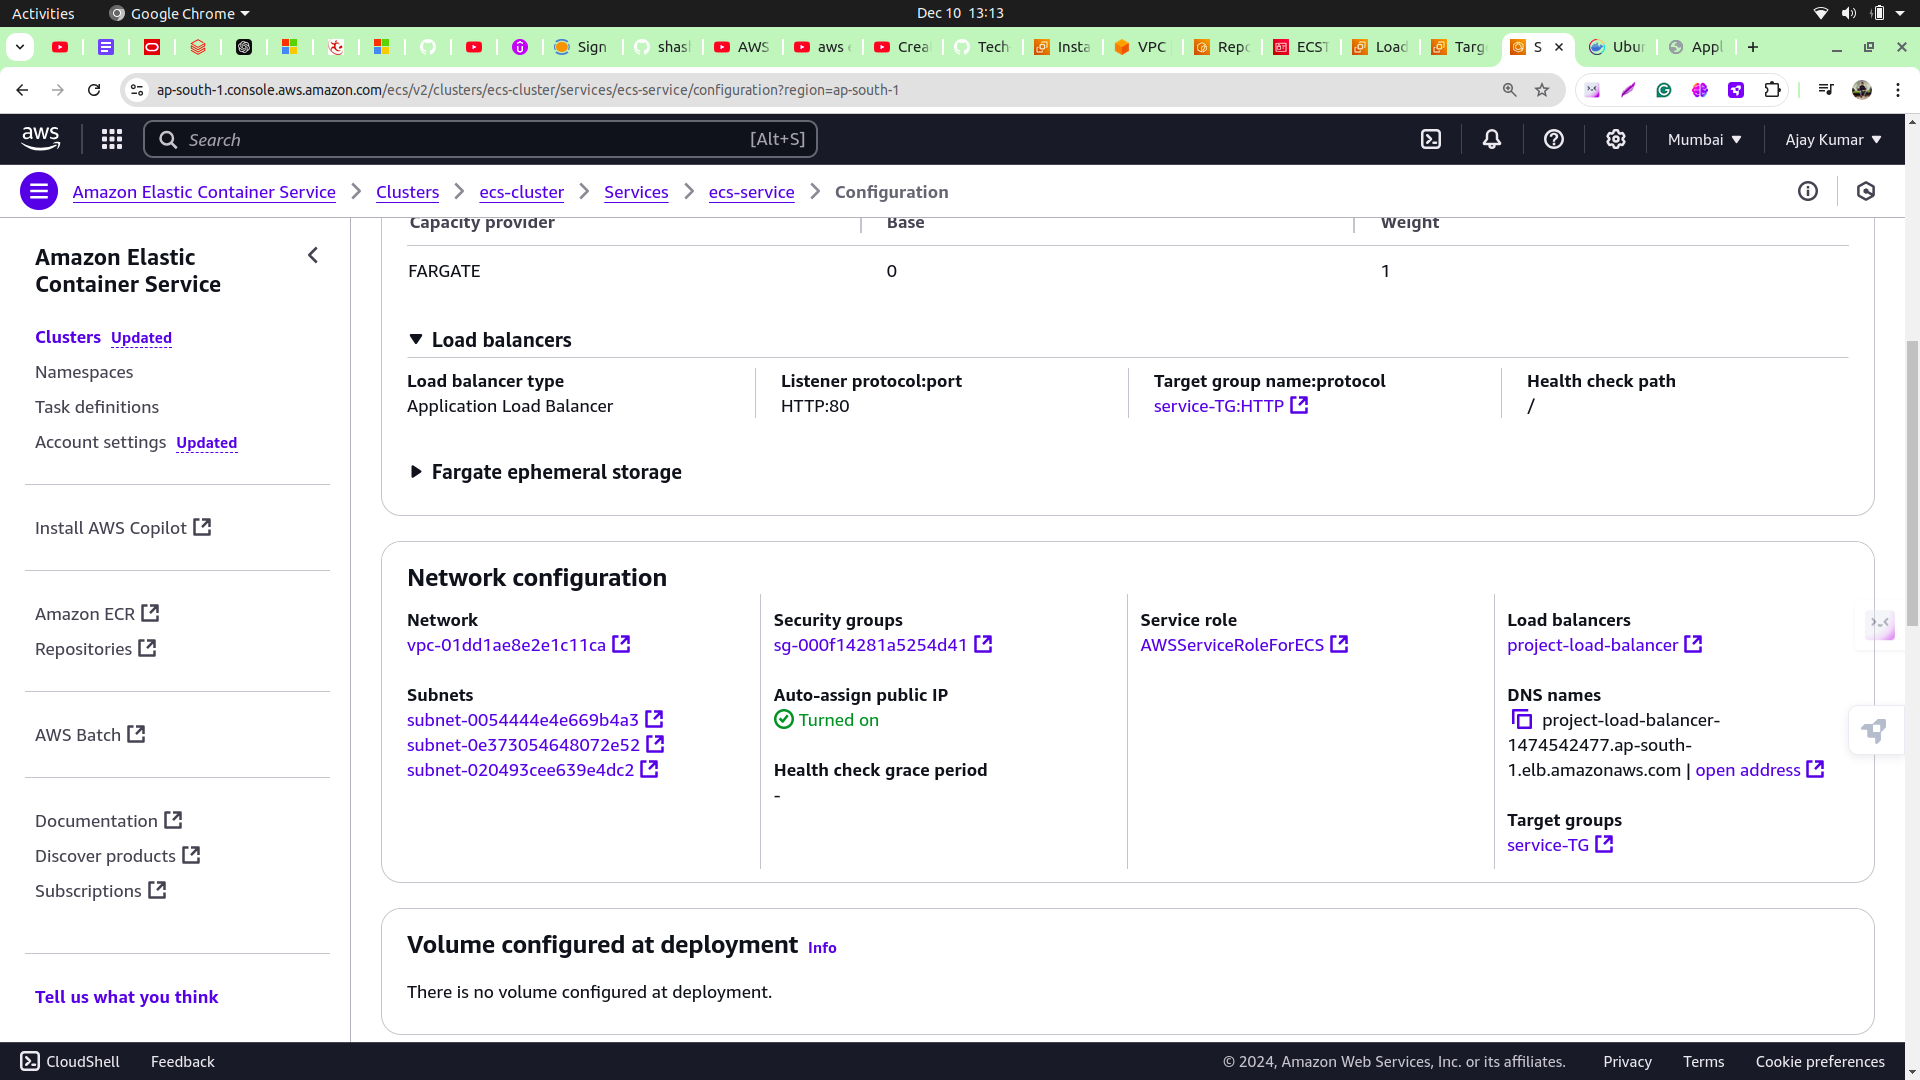 Activities
Google Chrome
Dec 10 13:13
Sign
shas
AWS
aws
Crea
Tech
Insta
VPC
Repo
ECST
Load
Targ
S
Ubur
Appl
ap-south-1.console.aws.amazon.com/ecs/v2/clusters/ecs-cluster/services/ecs-service/configuration?region=ap-south-1
aws
Search
[Alt+S]
Mumbai
Ajay Kumar
Amazon Elastic Container Service
Clusters
ecs-cluster
Services
ecs-service
Configuration
Amazon Elastic
Container Service
Clusters Updated
Namespaces
Task definitions
Account settings Updated
Install AWS Copilot
Amazon ECR
Repositories
AWS Batch
Documentation
Discover products
Subscriptions
Tell us what you think
Capacity provider
Base
Weight
FARGATE
0
1
Load balancers
Load balancer type
Application Load Balancer
Listener protocol:port
HTTP:80
Target group name:protocol
service-TG:HTTP
Health check path
/
Fargate ephemeral storage
Network configuration
Network
vpc-01dd1ae8e2e1c11ca
Subnets
subnet-0054444e4e669b4a3
subnet-0e373054648072e52
subnet-020493cee639e4dc2
Security groups
sg-000f14281a5254d41
Auto-assign public IP
Turned on
Health check grace period
-
Service role
AWSServiceRoleForECS
Load balancers
project-load-balancer
DNS names
project-load-balancer-
1474542477.ap-south-
1.elb.amazonaws.com | open address
Target groups
service-TG
Volume configured at deployment Info
There is no volume configured at deployment.
CloudShell
Feedback
© 2024, Amazon Web Services, Inc. or its affiliates.
Privacy
Terms
Cookie preferences